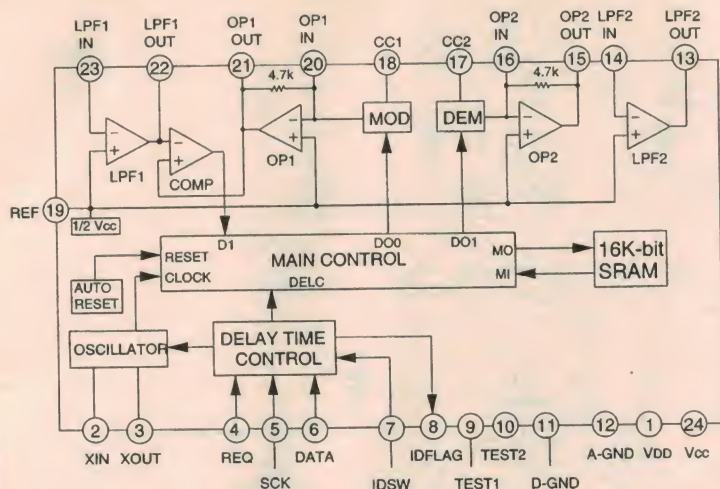 LPF1 IN
LPF1 OUT
OP1 OUT
OP1 IN
CC1
CC2
OP2 IN
OP2 OUT
LPF2 IN
LPF2 OUT
23
22
21
20
18
17
16
15
14
13
4.7k
4.7k
MOD
DEM
LPF1
COMP
OP1
OP2
LPF2
REF
19
1/2 Vcc
D1
DO0
DO1
RESET
CLOCK
MAIN CONTROL
DELC
MO
MI
16K-bit
SRAM
AUTO
RESET
OSCILLATOR
DELAY TIME
CONTROL
2
3
4
5
6
7
8
9
10
11
12
1
24
XIN
XOUT
REQ
SCK
DATA
IDSW
IDFLAG
TEST1
TEST2
D-GND
A-GND
VDD
Vcc